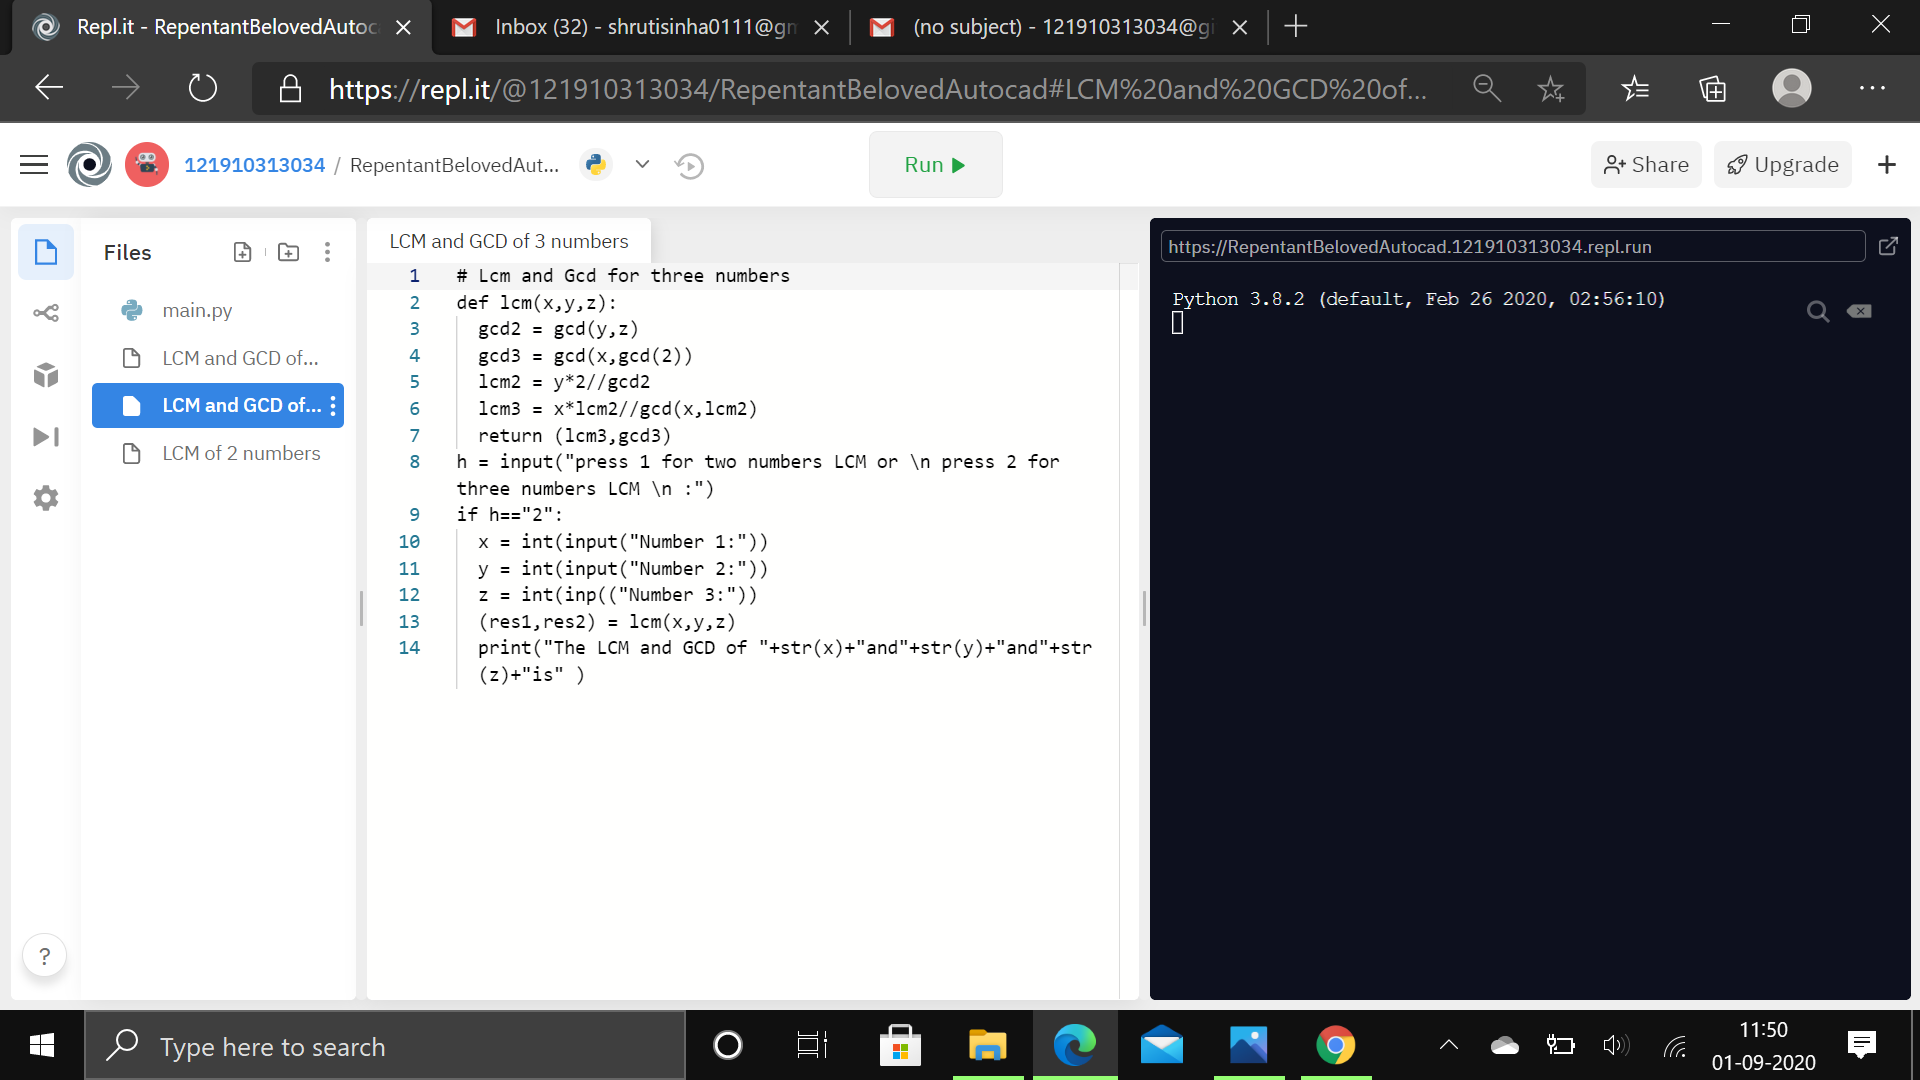 Repl.it - RepentantBelovedAutoc
Inbox (32) - shrutisinha0111@gm
(no subject) - 121910313034@gi
https://repl.it/@121910313034/RepentantBelovedAutocad#LCM%20and%20GCD%20of...
121910313034 / RepentantBelovedAut...
Run
Share
Upgrade
Files
main.py
LCM and GCD of...
LCM and GCD of...
LCM of 2 numbers
LCM and GCD of 3 numbers
1 # Lcm and Gcd for three numbers
2 def lcm(x,y,z):
3 gcd2 = gcd(y,z)
4 gcd3 = gcd(x,gcd(2))
5 lcm2 = y*2//gcd2
6 lcm3 = x*lcm2//gcd(x,lcm2)
7 return (lcm3,gcd3)
8 h = input("press 1 for two numbers LCM or \n press 2 for
three numbers LCM \n :")
9 if h=="2":
10 x = int(input("Number 1:"))
11 y = int(input("Number 2:"))
12 z = int(inp(("Number 3:"))
13 (res1,res2) = lcm(x,y,z)
14 print("The LCM and GCD of "+str(x)+"and"+str(y)+"and"+str
(z)+"is" )
https://RepentantBelovedAutocad.121910313034.repl.run
Python 3.8.2 (default, Feb 26 2020, 02:56:10)
?
Type here to search
11:50
01-09-2020